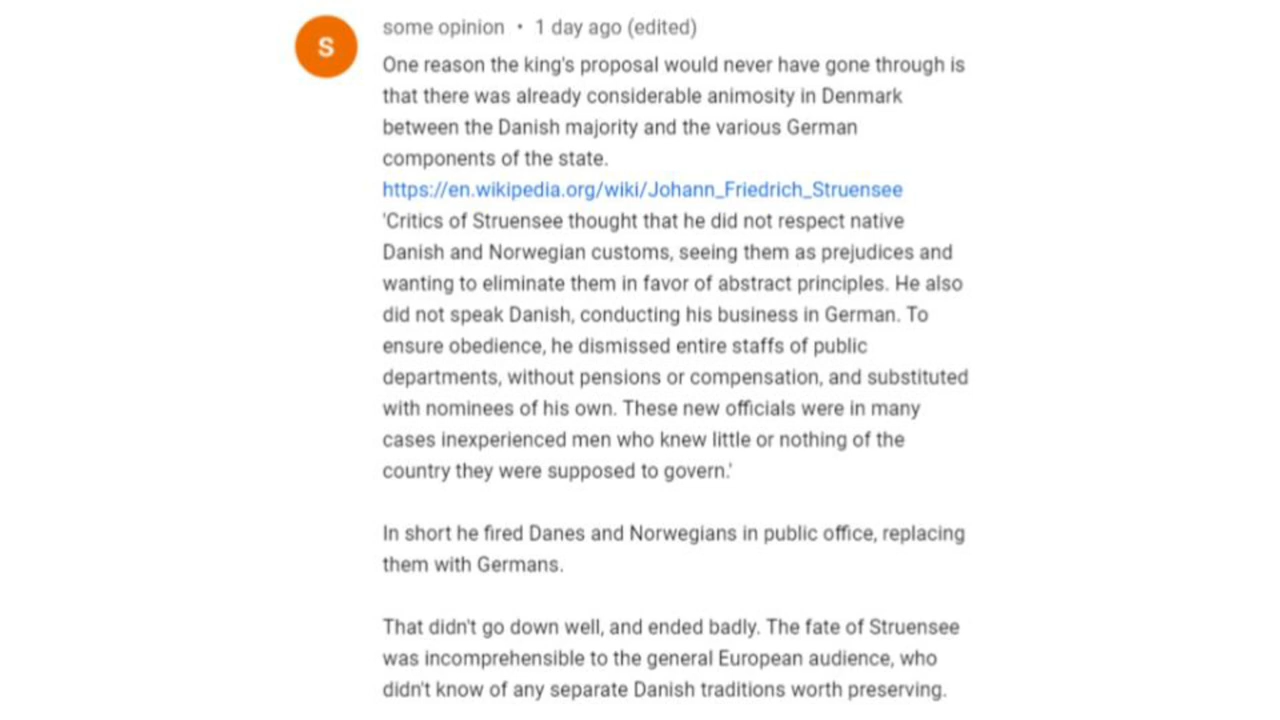 S
some opinion • 1 day ago (edited)
One reason the king's proposal would never have gone through is
that there was already considerable animosity in Denmark
between the Danish majority and the various German
components of the state.
https://en.wikipedia.org/wiki/Johann_Friedrich_Struensee
'Critics of Struensee thought that he did not respect native
Danish and Norwegian customs, seeing them as prejudices and
wanting to eliminate them in favor of abstract principles. He also
did not speak Danish, conducting his business in German. To
ensure obedience, he dismissed entire staffs of public
departments, without pensions or compensation, and substituted
with nominees of his own. These new officials were in many
cases inexperienced men who knew little or nothing of the
country they were supposed to govern.'
In short he fired Danes and Norwegians in public office, replacing
them with Germans.
That didn't go down well, and ended badly. The fate of Struensee
was incomprehensible to the general European audience, who
didn't know of any separate Danish traditions worth preserving.